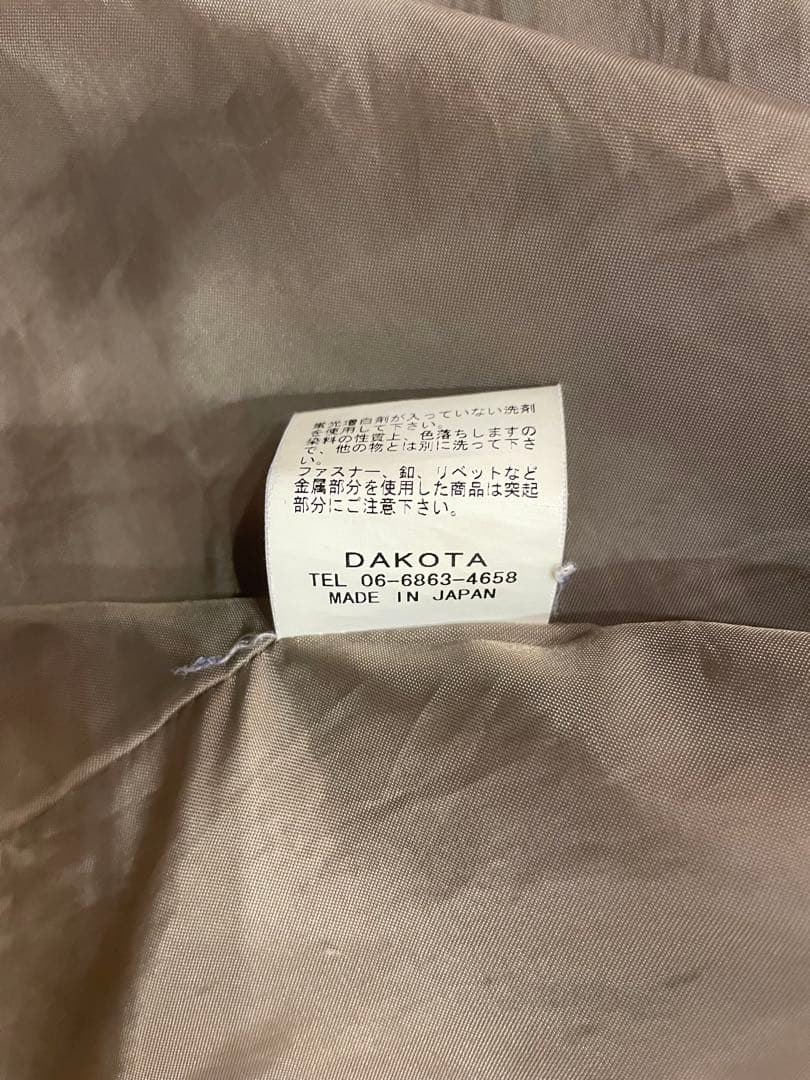 蛍光増白剤が入っていない洗剤
を使用して下さい。
染料の性質上、色落ちしますの
で、他の物とは別に洗って下さ
い。
ファスナー、釦、リベットなど
金属部分を使用した商品は突起
部分にご注意下さい。
DAKOTA
TEL 06-6863-4658
MADE IN JAPAN